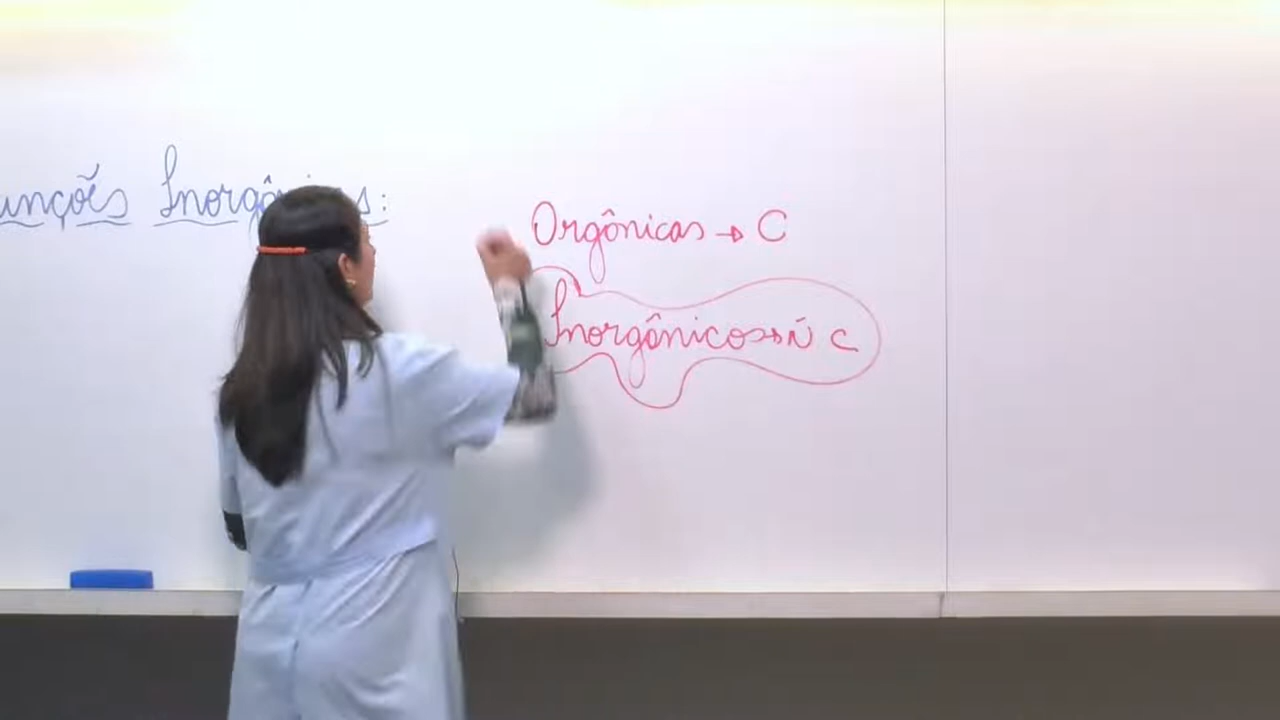 unções Inorgânicas:
Orgânicas → C
Inorgânicos → Ñ C